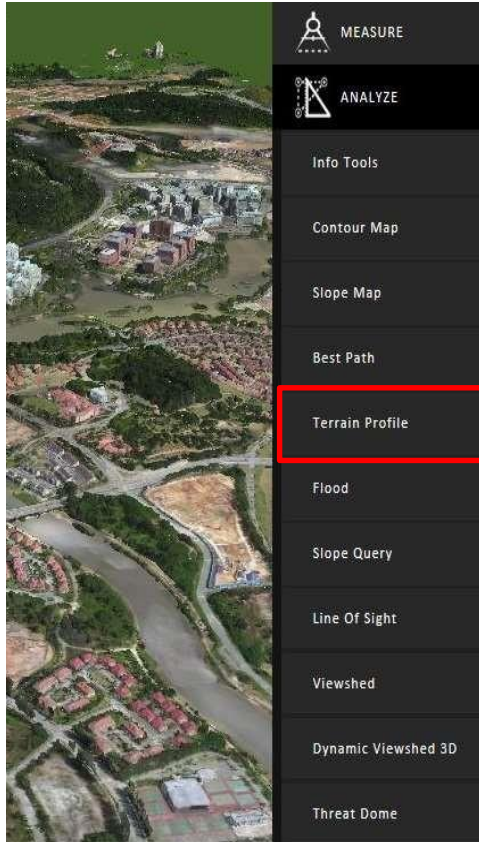 MEASURE
ANALYZE
Info Tools
Contour Map
Slope Map
Best Path
Terrain Profile
Flood
Slope Query
Line Of Sight
Viewshed
Dynamic Viewshed 3D
Threat Dome